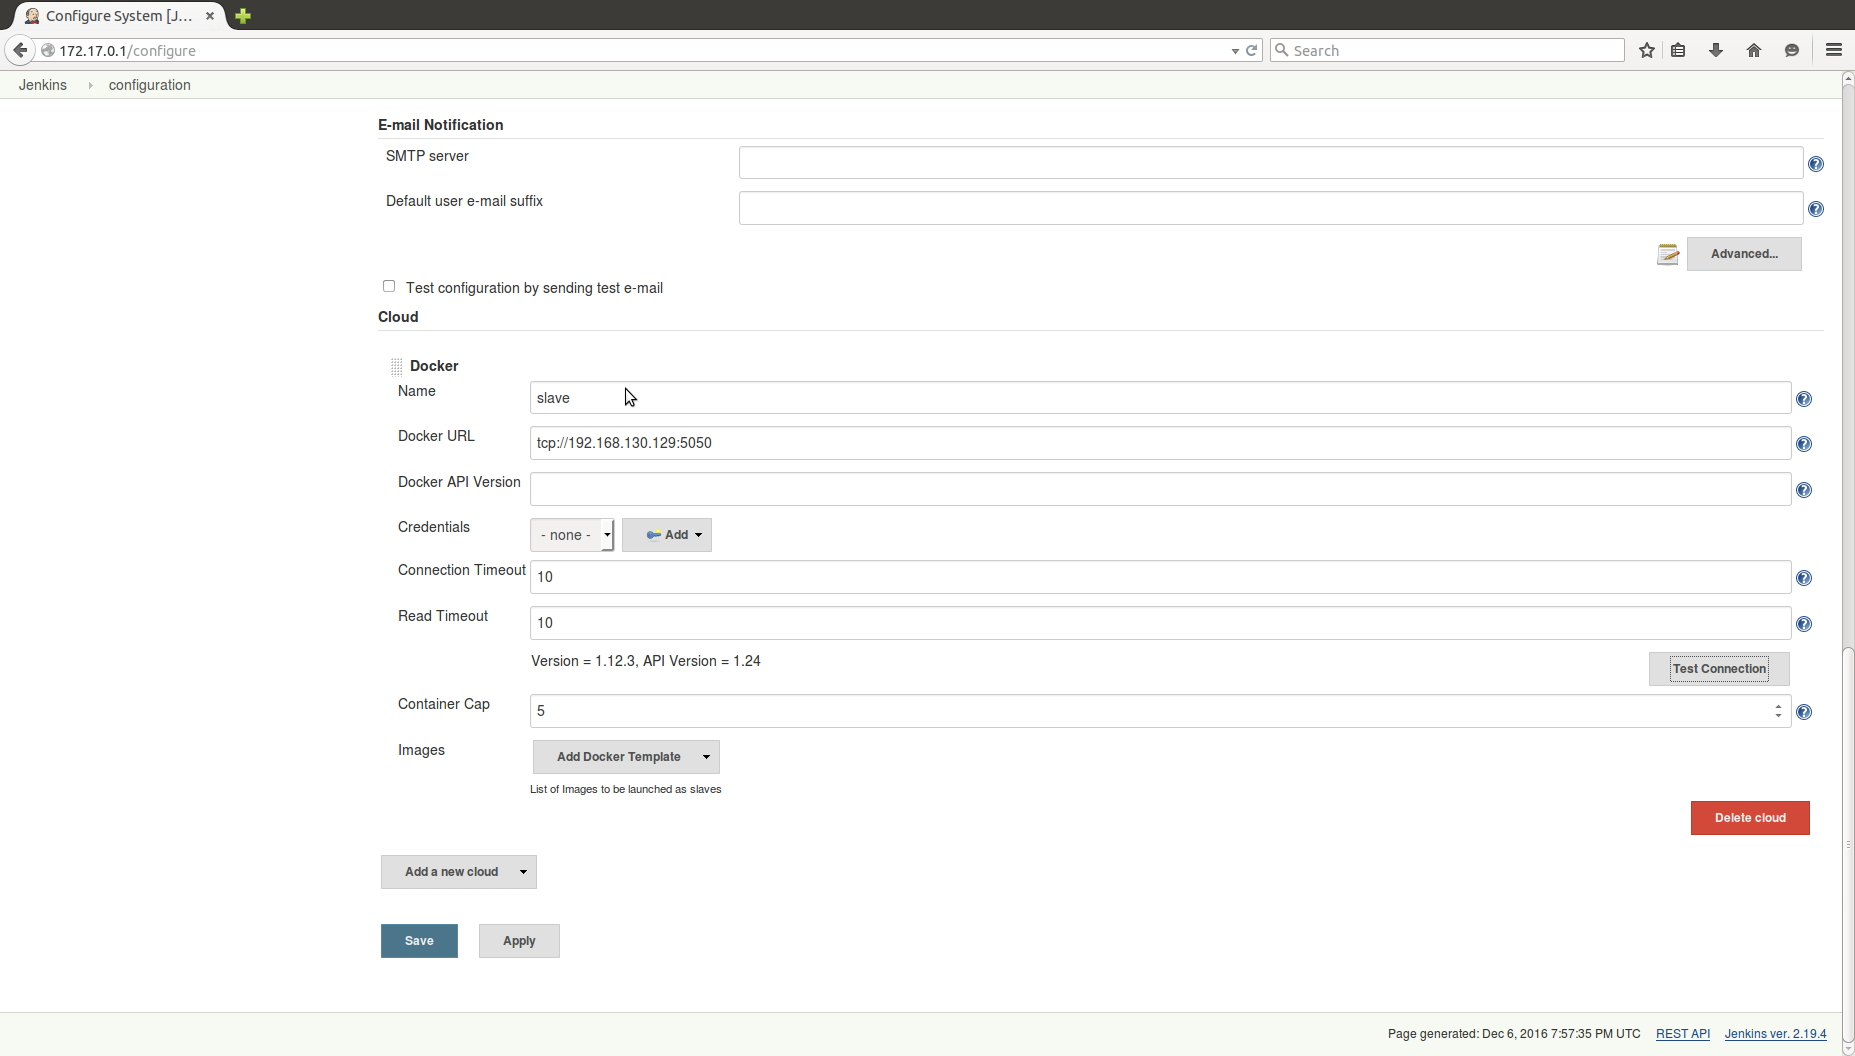 Configure System [J...
172.17.0.1/configure
Search
Jenkins configuration
E-mail Notification
SMTP server
Default user e-mail suffix
Advanced...
Test configuration by sending test e-mail
Cloud
Docker
Name slave
Docker URL tcp://192.168.130.129:5050
Docker API Version
Credentials - none - Add
Connection Timeout 10
Read Timeout 10
Version = 1.12.3, API Version = 1.24 Test Connection
Container Cap 5
Images Add Docker Template
List of Images to be launched as slaves
Delete cloud
Add a new cloud
Save Apply
Page generated: Dec 6, 2016 7:57:35 PM UTC REST API Jenkins ver. 2.19.4